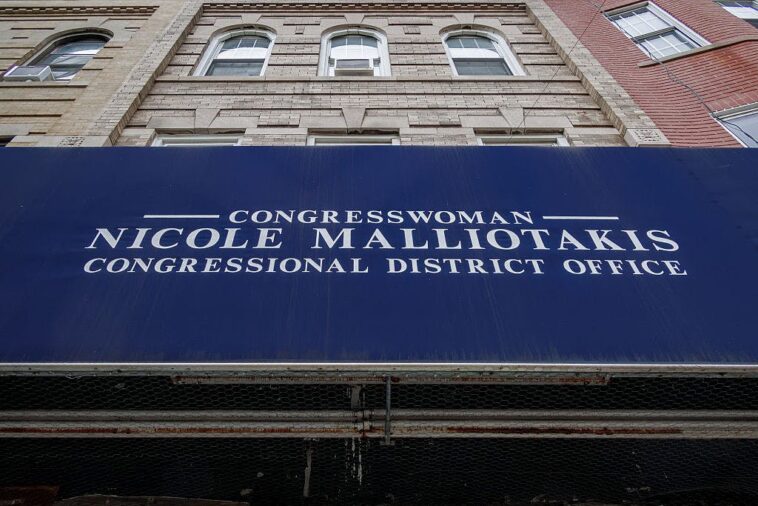 CONGRESSWOMAN
NICOLE MALLIOTAKIS
CONGRESSIONAL DISTRICT OFFICE